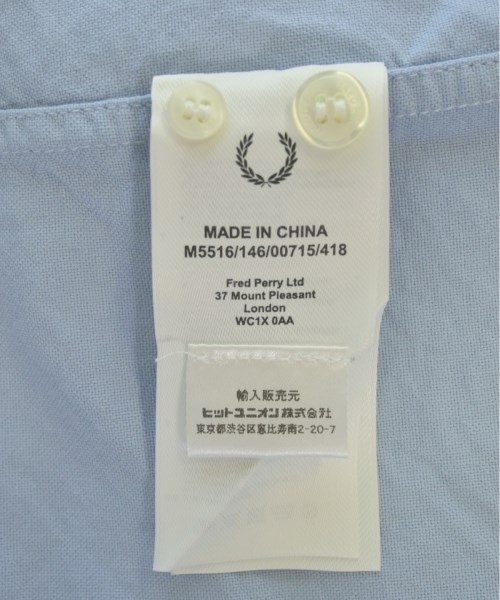 MADE IN CHINA
M5516/146/00715/418
Fred Perry Ltd
37 Mount Pleasant
London
WC1X 0AA
輸入販売元
ヒットユニオン株式会社
東京都渋谷区恵比寿南2-20-7